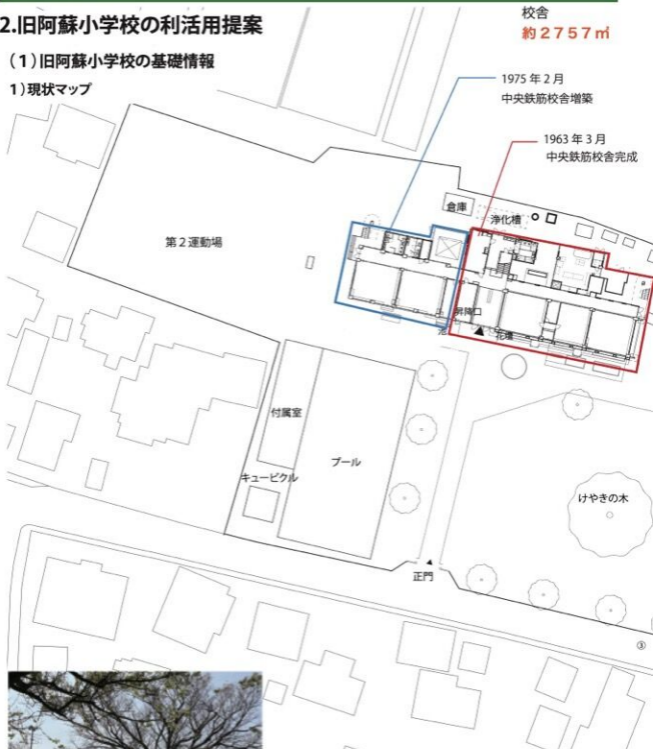 校舎
約2757㎡
2.旧阿蘇小学校の利活用提案
(1)旧阿蘇小学校の基礎情報
1)現状マップ
1975年2月
中央鉄筋校舎増築
1963年3月
中央鉄筋校舎完成
倉庫
浄化槽
第2運動場
昇降口
池
花壇
付属室
プール
キュービクル
けやきの木
正門
③